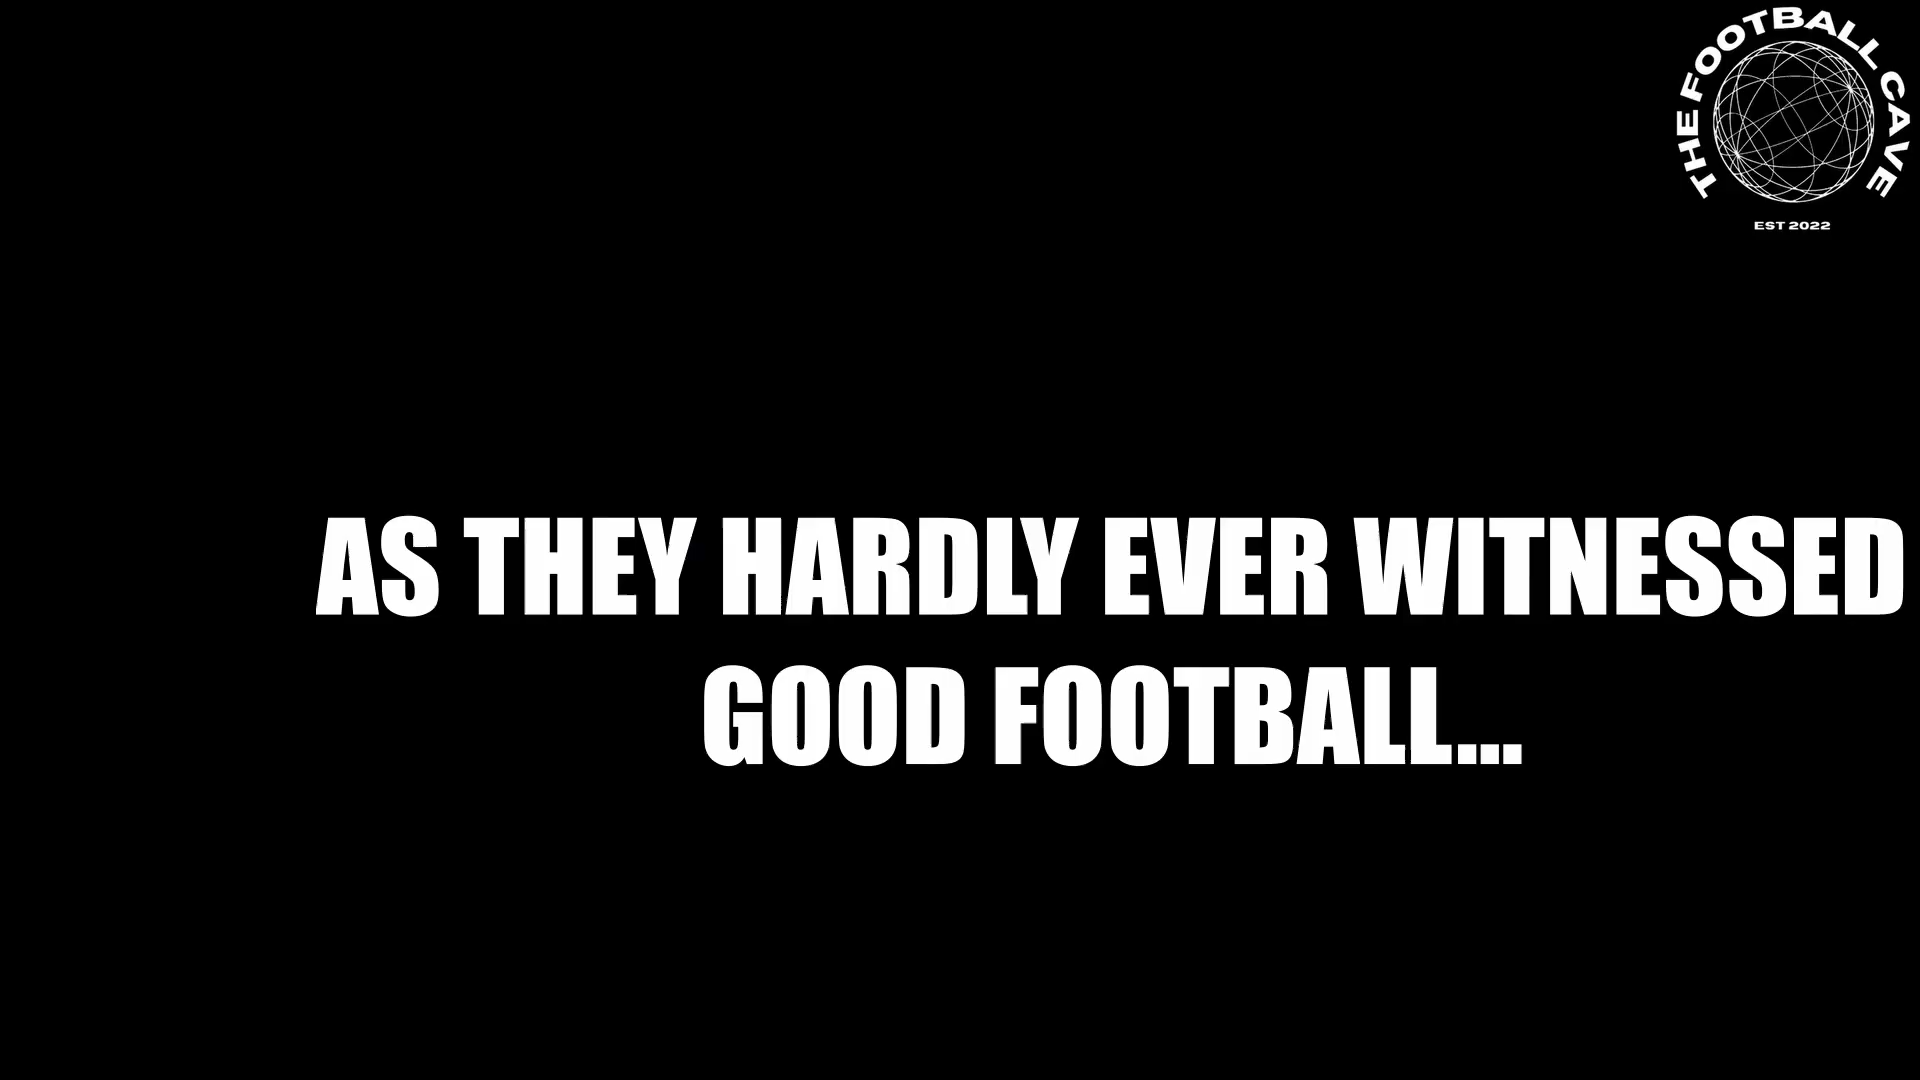 THE FOOTBALL CAVE
EST 2022
AS THEY HARDLY EVER WITNESSED
GOOD FOOTBALL...